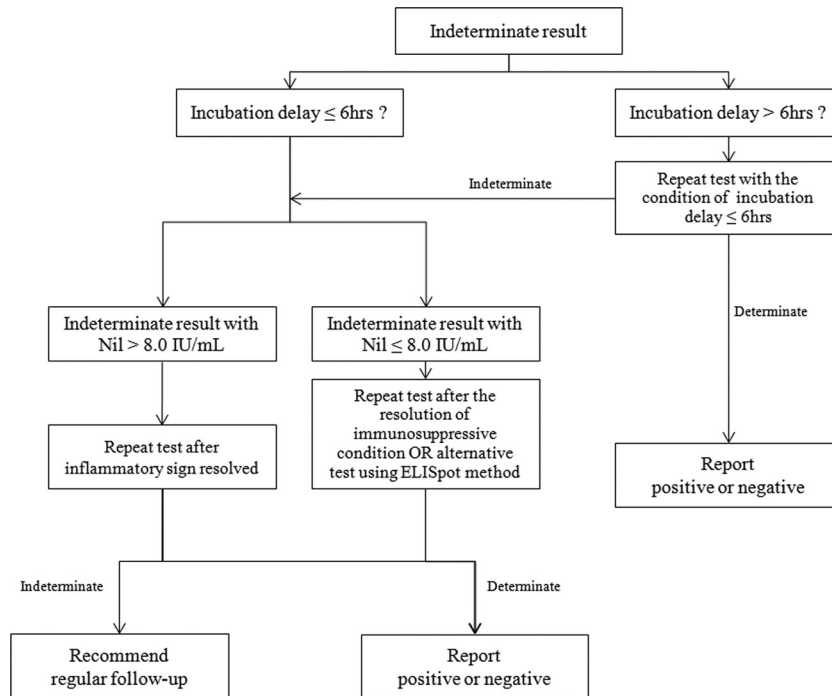 Indeterminate result
Incubation delay ≤ 6hrs ?
Incubation delay > 6hrs ?
Indeterminate
Repeat test with the
condition of incubation
delay ≤ 6hrs
Determinate
Indeterminate result with
Nil > 8.0 IU/mL
Indeterminate result with
Nil ≤ 8.0 IU/mL
Repeat test after
inflammatory sign resolved
Repeat test after the
resolution of
immunosuppressive
condition OR alternative
test using ELISpot method
Report
positive or negative
Indeterminate
Determinate
Recommend
regular follow-up
Report
positive or negative